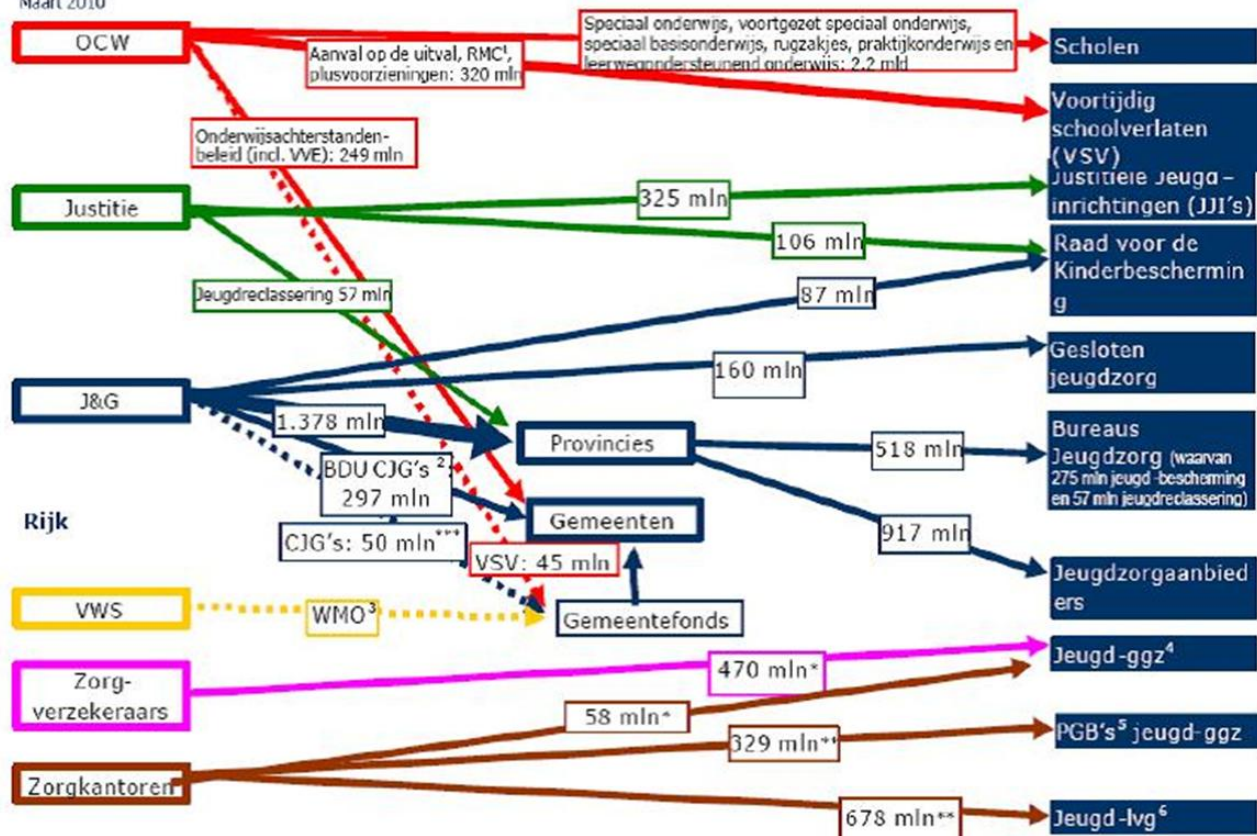 Maart 2010
OCW
Aanval op de uitval, RMC¹,
plusvoorzieningen: 320 mln
Speciaal onderwijs, voortgezet speciaal onderwijs,
speciaal basisonderwijs, rugzakjes, praktijkonderwijs en
leerwegondersteunend onderwijs: 2.2 mld
Scholen
Voortijdig
schoolverlaten
(VSV)
Onderwijsachterstanden-
beleid (incl. VVE): 249 mln
Justitie
325 mln
Justitiële Jeugd-
inrichtingen (JJI's)
106 mln
Raad voor de
Kinderbeschermin
g
Jeugdreclassering 57 mln
87 mln
J&G
160 mln
Gesloten
jeugdzorg
1.378 mln
Provincies
518 mln
Bureaus
Jeugdzorg (waarvan
275 mln jeugd-bescherming
en 57 mln jeugdreclassering)
BDU CJG's ²:
297 mln
Rijk
Gemeenten
917 mln
CJG's: 50 mln***
VSV: 45 mln
Jeugdzorgaanbied
ers
VWS
WMO³
Gemeentefonds
Zorg-
verzekeraars
470 mln*
Jeugd-ggz⁴
58 mln*
329 mln**
PGB's⁵ jeugd-ggz
Zorgkantoren
678 mln**
Jeugd-lvg⁶